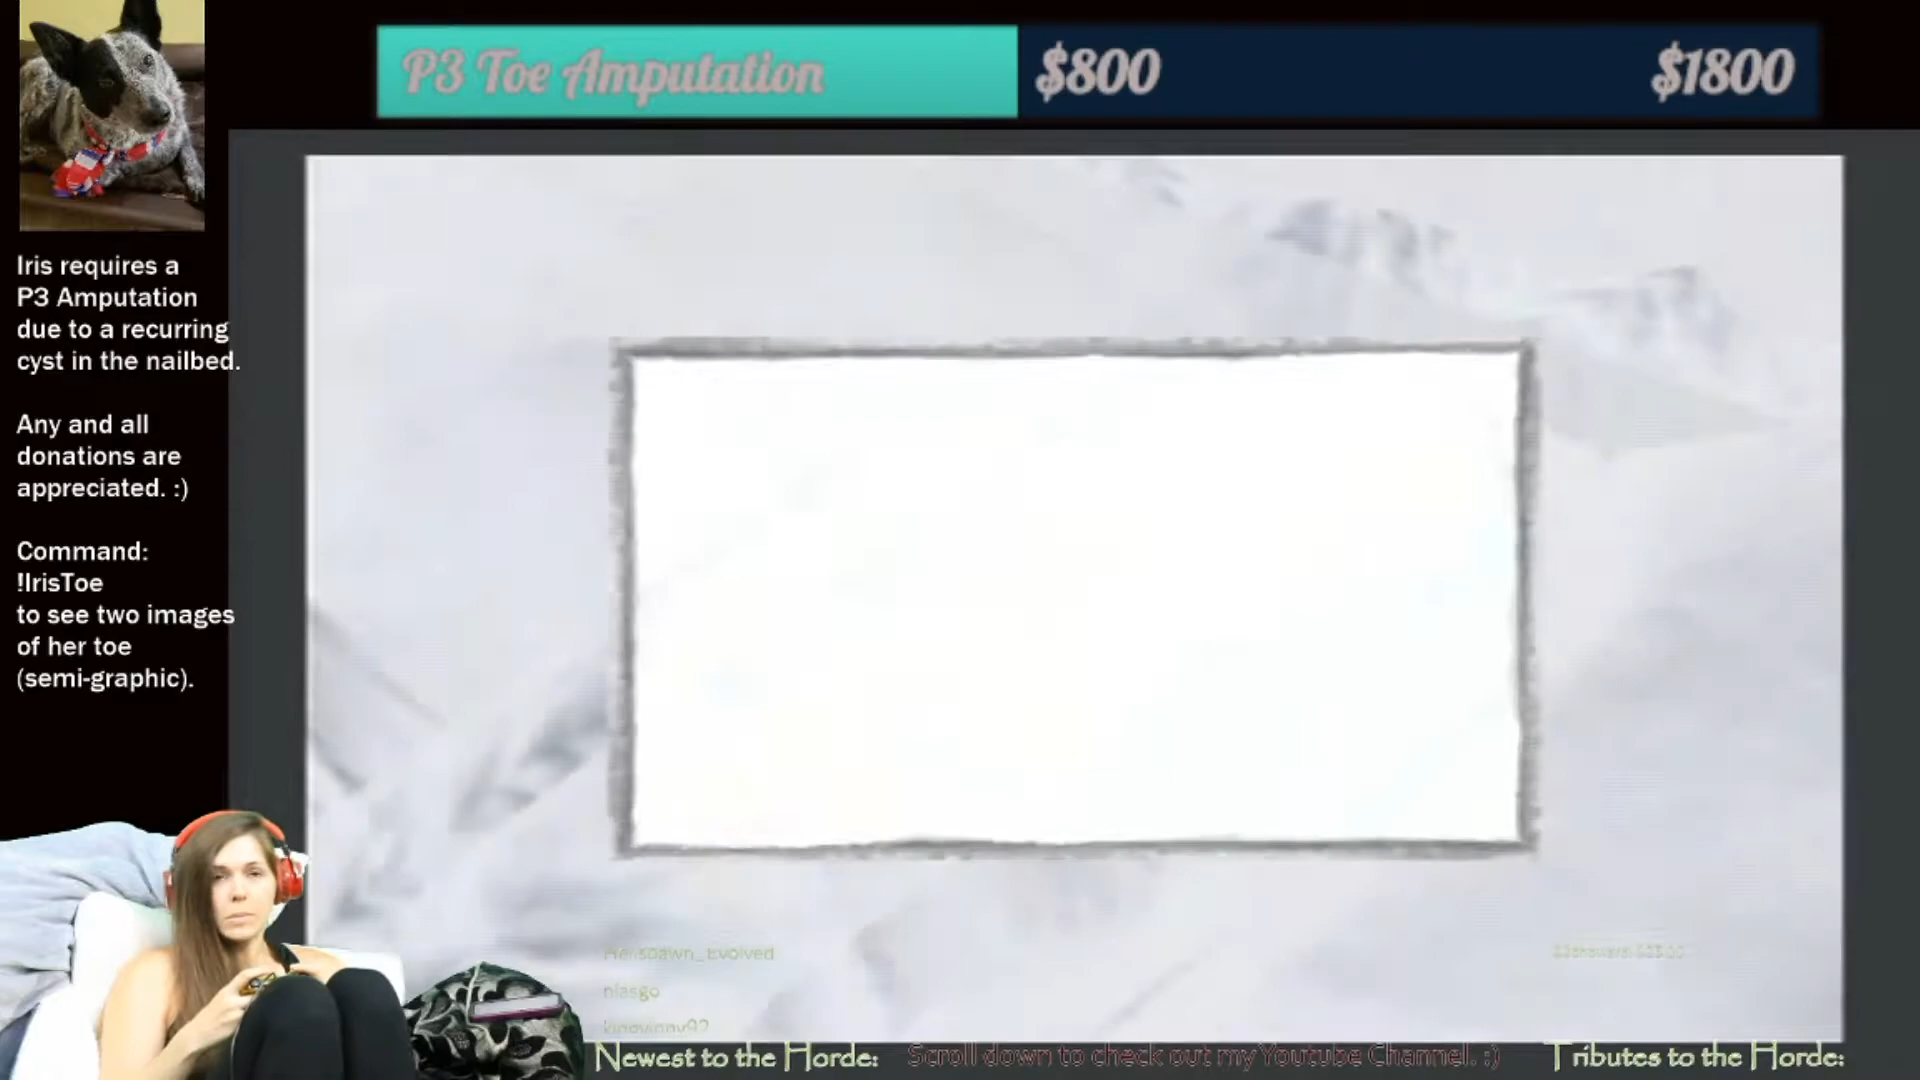 P3 Toe Amputation
$800
$1800
Iris requires a
P3 Amputation
due to a recurring
cyst in the nailbed.
Any and all
donations are
appreciated. :)
Command:
!IrisToe
to see two images
of her toe
(semi-graphic).
Hellspawn_Evolved
niasgo
Newest to the Horde:
Scroll down to check out my Youtube Channel. :)
Tributes to the Horde: